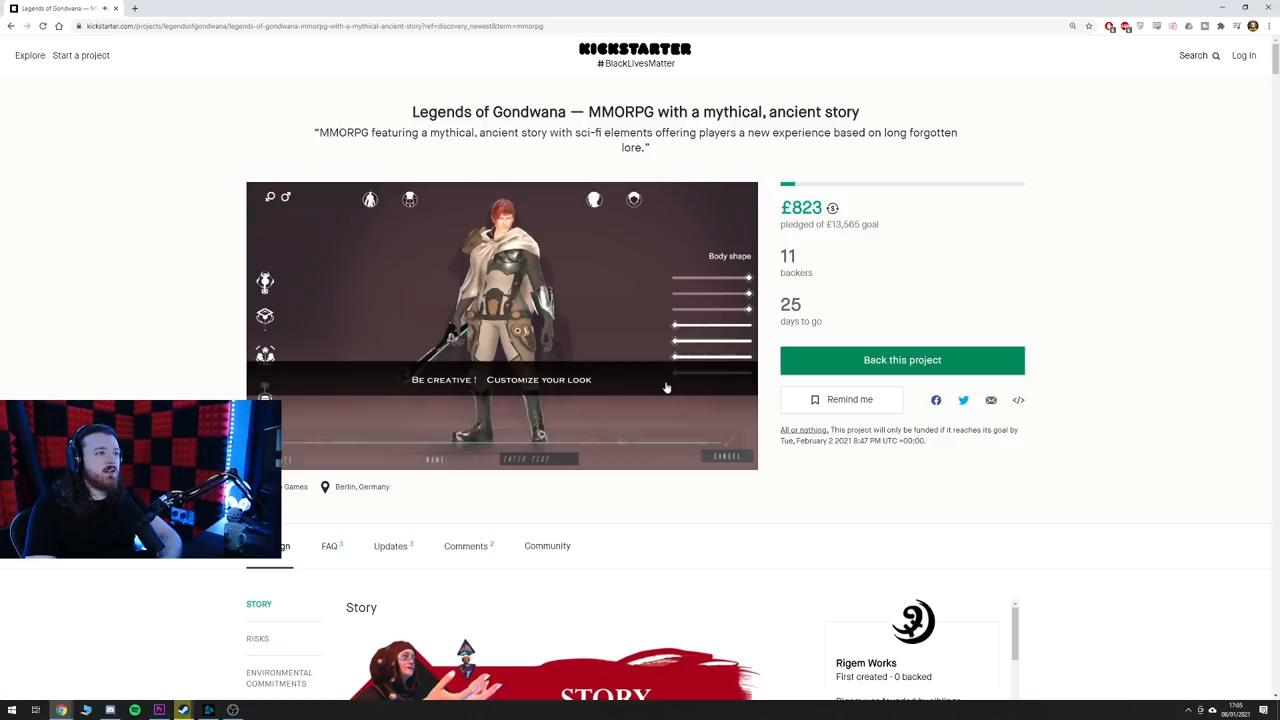 Legends of Gondwana — M
kickstarter.com/projects/legendsofgondwana/legends-of-gondwana-mmorpg-with-a-mythical-ancient-story?ref=discovery_newest&term=mmorpg
Explore Start a project
KICKSTARTER
#BlackLivesMatter
Search Log in
Legends of Gondwana — MMORPG with a mythical, ancient story
“MMORPG featuring a mythical, ancient story with sci-fi elements offering players a new experience based on long forgotten
lore.”
Body shape
BE CREATIVE ! CUSTOMIZE YOUR LOOK
NAME: ENTER TEXT CANCEL
£823
pledged of £13,565 goal
11
backers
25
days to go
Back this project
Remind me
All or nothing. This project will only be funded if it reaches its goal by
Tue, February 2 2021 8:47 PM UTC +00:00.
Games Berlin, Germany
gn FAQ 3 Updates 3 Comments 2 Community
STORY
RISKS
ENVIRONMENTAL
COMMITMENTS
Story
STORY
Rigem Works
First created · 0 backed
17:05
08/01/2021